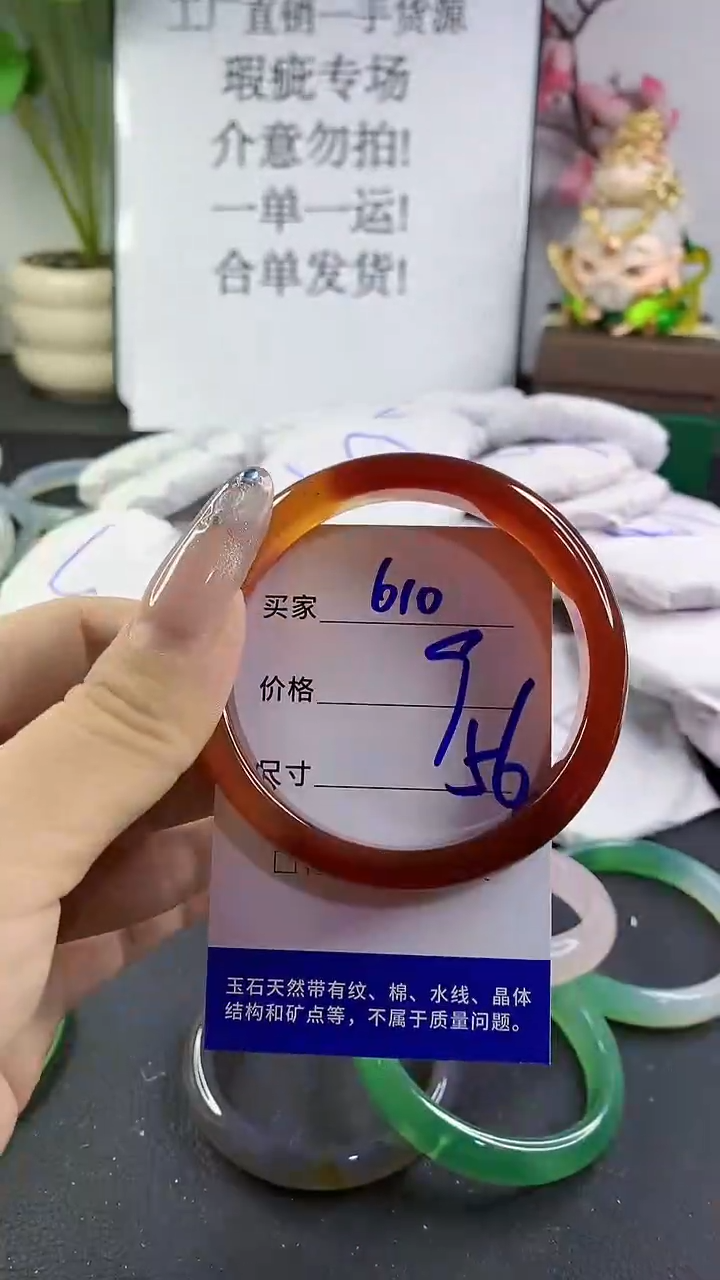 工厂直销一手货源
瑕疵专场
介意勿拍!
一单一运!
合单发货!
买家 610
价格 9
尺寸 56
玉石天然带有纹、棉、水线、晶体
结构和矿点等，不属于质量问题。